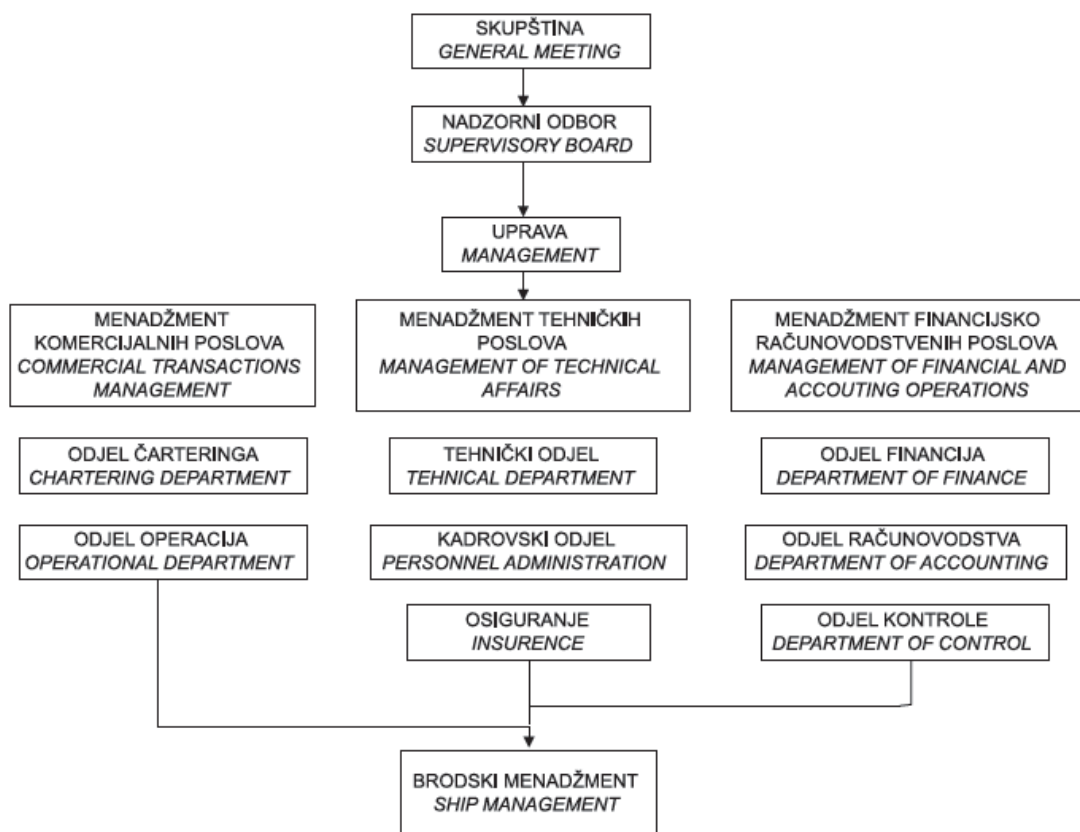 SKUPŠTINA
GENERAL MEETING
NADZORNI ODBOR
SUPERVISORY BOARD
UPRAVA
MANAGEMENT
MENADŽMENT
KOMERCIJALNIH POSLOVA
COMMERCIAL TRANSACTIONS
MANAGEMENT
MENADŽMENT TEHNIČKIH
POSLOVA
MANAGEMENT OF TECHNICAL
AFFAIRS
MENADŽMENT FINANCIJSKO
RAČUNOVODSTVENIH POSLOVA
MANAGEMENT OF FINANCIAL AND
ACCOUTING OPERATIONS
ODJEL ČARTERINGA
CHARTERING DEPARTMENT
TEHNIČKI ODJEL
TEHNICAL DEPARTMENT
ODJEL FINANCIJA
DEPARTMENT OF FINANCE
ODJEL OPERACIJA
OPERATIONAL DEPARTMENT
KADROVSKI ODJEL
PERSONNEL ADMINISTRATION
ODJEL RAČUNOVODSTVA
DEPARTMENT OF ACCOUNTING
OSIGURANJE
INSURENCE
ODJEL KONTROLE
DEPARTMENT OF CONTROL
BRODSKI MENADŽMENT
SHIP MANAGEMENT